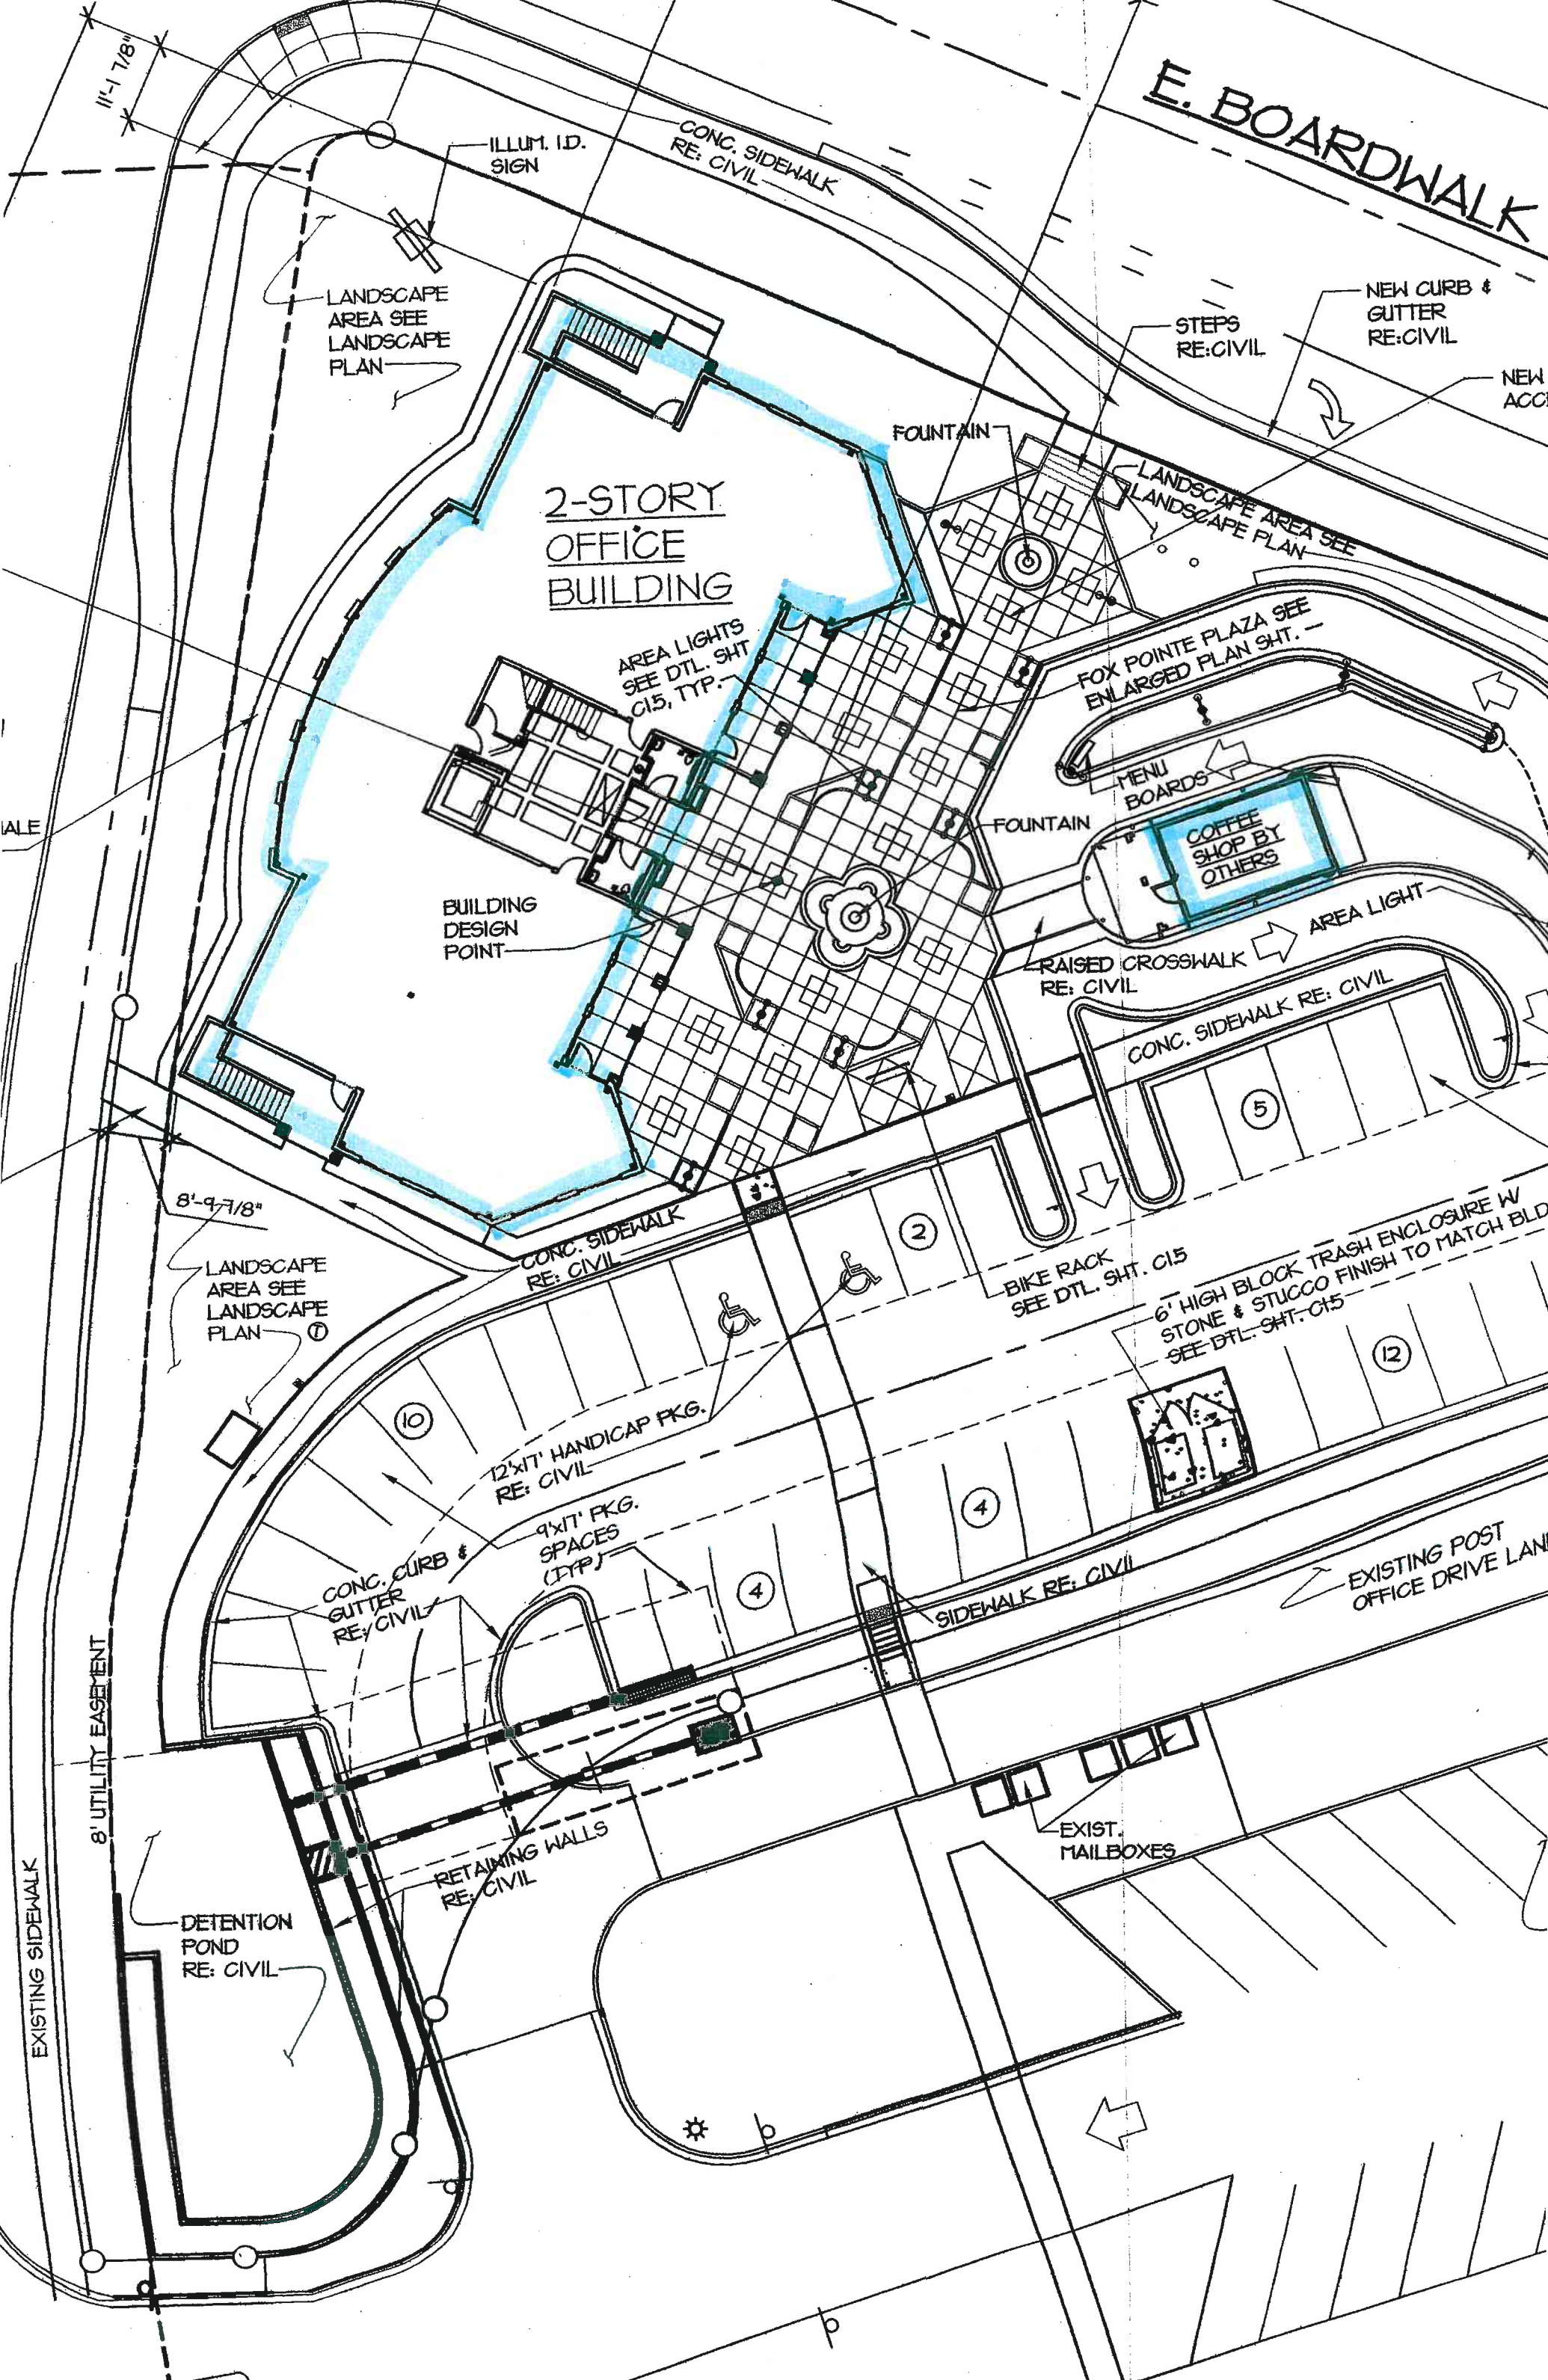 11'-1 7/8"
ILLUM. I.D.
SIGN
CONC. SIDEWALK
RE: CIVIL
E. BOARDWALK
LANDSCAPE
AREA SEE
LANDSCAPE
PLAN
STEPS
RE:CIVIL
NEW CURB &
GUTTER
RE:CIVIL
NEW
FOUNTAIN
LANDSCAPE AREA SEE
LANDSCAPE PLAN
2-STORY
OFFICE
BUILDING
AREA LIGHTS
SEE DTL. SHT
C1.5, TYP.
FOX POINTE PLAZA SEE
ENLARGED PLAN SHT. -
MENU
BOARDS
FOUNTAIN
COFFEE
SHOP BY
OTHERS
BUILDING
DESIGN
POINT
AREA LIGHT
RAISED CROSSWALK
RE: CIVIL
CONC. SIDEWALK RE: CIVIL
5
8'-9 7/8"
2
CONC. SIDEWALK
RE: CIVIL
LANDSCAPE
AREA SEE
LANDSCAPE
PLAN
BIKE RACK
SEE DTL. SHT. C1.5
6' HIGH BLOCK TRASH ENCLOSURE W/
STONE & STUCCO FINISH TO MATCH BLD
SEE DTL. SHT. C1.5
12
10
12'x17' HANDICAP PKG.
RE: CIVIL
9'x17' PKG.
SPACES
(TYP.)
4
4
CONC. CURB &
GUTTER
RE: CIVIL
SIDEWALK RE: CIVIL
EXISTING POST
OFFICE DRIVE LAN
8' UTILITY EASEMENT
EXISTING SIDEWALK
RETAINING WALLS
RE: CIVIL
EXIST.
MAILBOXES
DETENTION
POND
RE: CIVIL